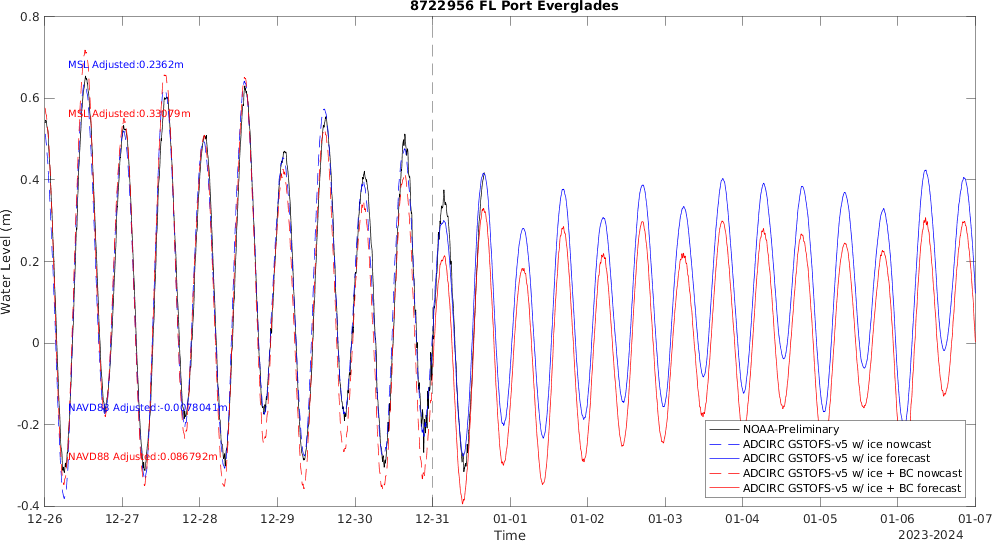 8722956 FL Port Everglades
0.8
0.6
0.4
0.2
0
-0.2
-0.4
Water Level (m)
MSL Adjusted:0.2362m
MSL Adjusted:0.33079m
NAVD88 Adjusted:-0.0078041m
NAVD88 Adjusted:0.086792m
NOAA-Preliminary
ADCIRC GSTOFS-v5 w/ ice nowcast
ADCIRC GSTOFS-v5 w/ ice forecast
ADCIRC GSTOFS-v5 w/ ice + BC nowcast
ADCIRC GSTOFS-v5 w/ ice + BC forecast
12-26 12-27 12-28 12-29 12-30 12-31 01-01 01-02 01-03 01-04 01-05 01-06 01-07
Time
2023-2024